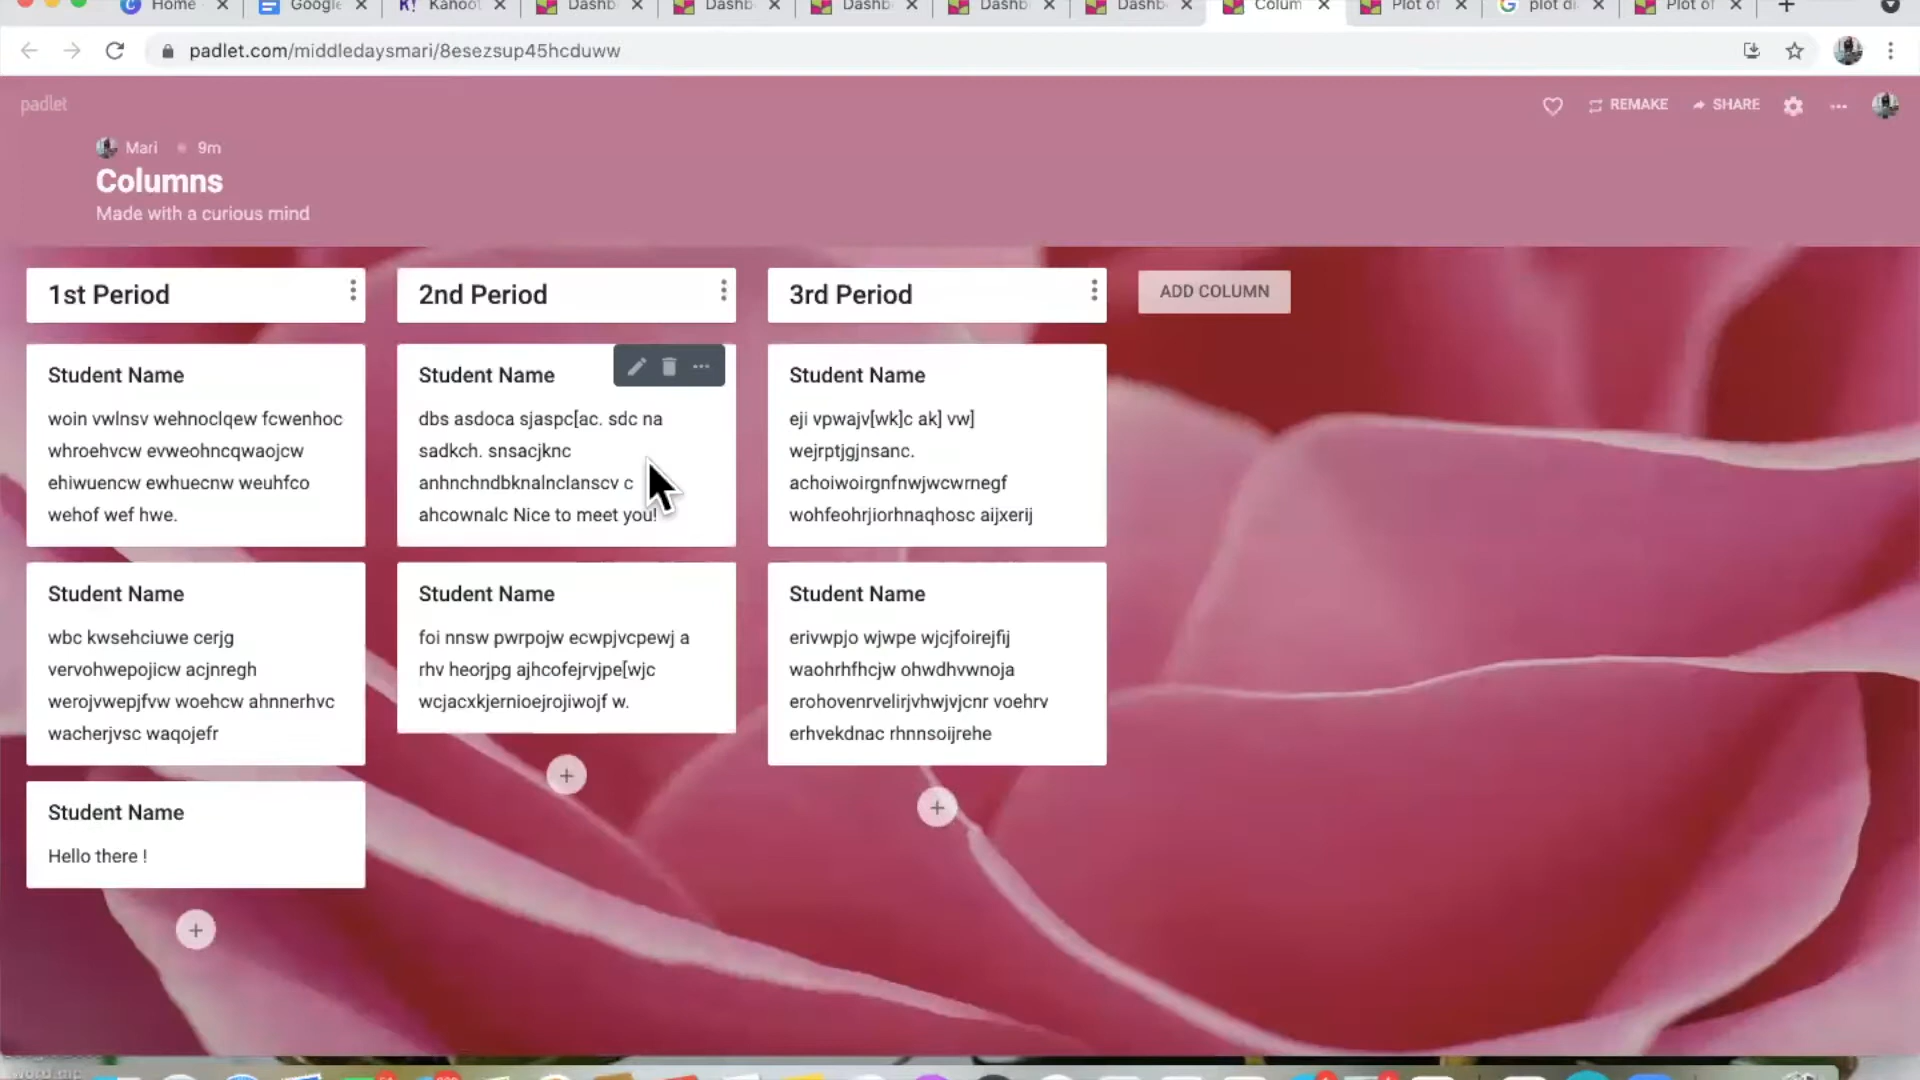 Home
Google
Kahoot
Dashb
Dashb
Dashb
Dashb
Dashb
Colum
Plot of
plot di
Plot of
padlet.com/middledaysmari/8esezsup45hcduww
padlet
REMAKE
SHARE
Mari
9m
Columns
Made with a curious mind
1st Period
2nd Period
3rd Period
ADD COLUMN
Student Name
woin vwlnsv wehnoclqew fcwenhoc
whroehvcw evweohncqwaojcw
ehiwuencw ewhuecnw weuhfco
wehof wef hwe.
Student Name
wbc kwsehciuwe cerjg
vervohwepojicw acjnregh
werojvwepjfvw woehcw ahnnerhvc
wacherjvsc waqojefr
Student Name
Hello there !
Student Name
dbs asdoca sjaspc[ac. sdc na
sadkch. snsacjknc
anhnchndbknalnclanscv c
ahcownalc Nice to meet you!
Student Name
foi nnsw pwrpojw ecwpjvcpewj a
rhv heorjpg ajhcofejrvjpe[wjc
wcjacxkjernioejrojiwojf w.
Student Name
eji vpwajv[wk]c ak] vw]
wejrptjgjnsanc.
achoiwoirgnfnwjwcwrnegf
wohfeohrjiorhnaqhosc aijxerij
Student Name
erivwpjo wjwpe wjcjfoirejfij
waohrhfhcjw ohwdhvwnoja
erohovenrvelirjvhwjvjcnr voehrv
erhvekdnac rhnnsoijrehe